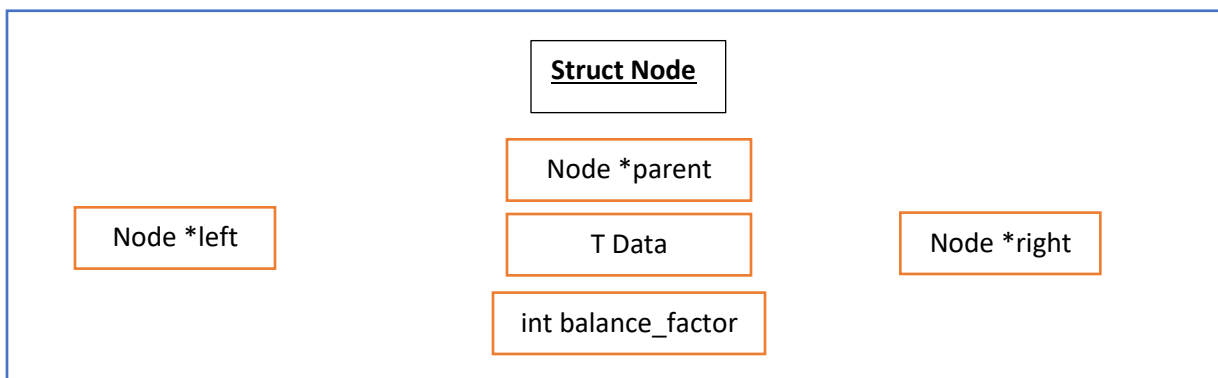 Struct Node
Node *parent
Node *left
T Data
Node *right
int balance_factor